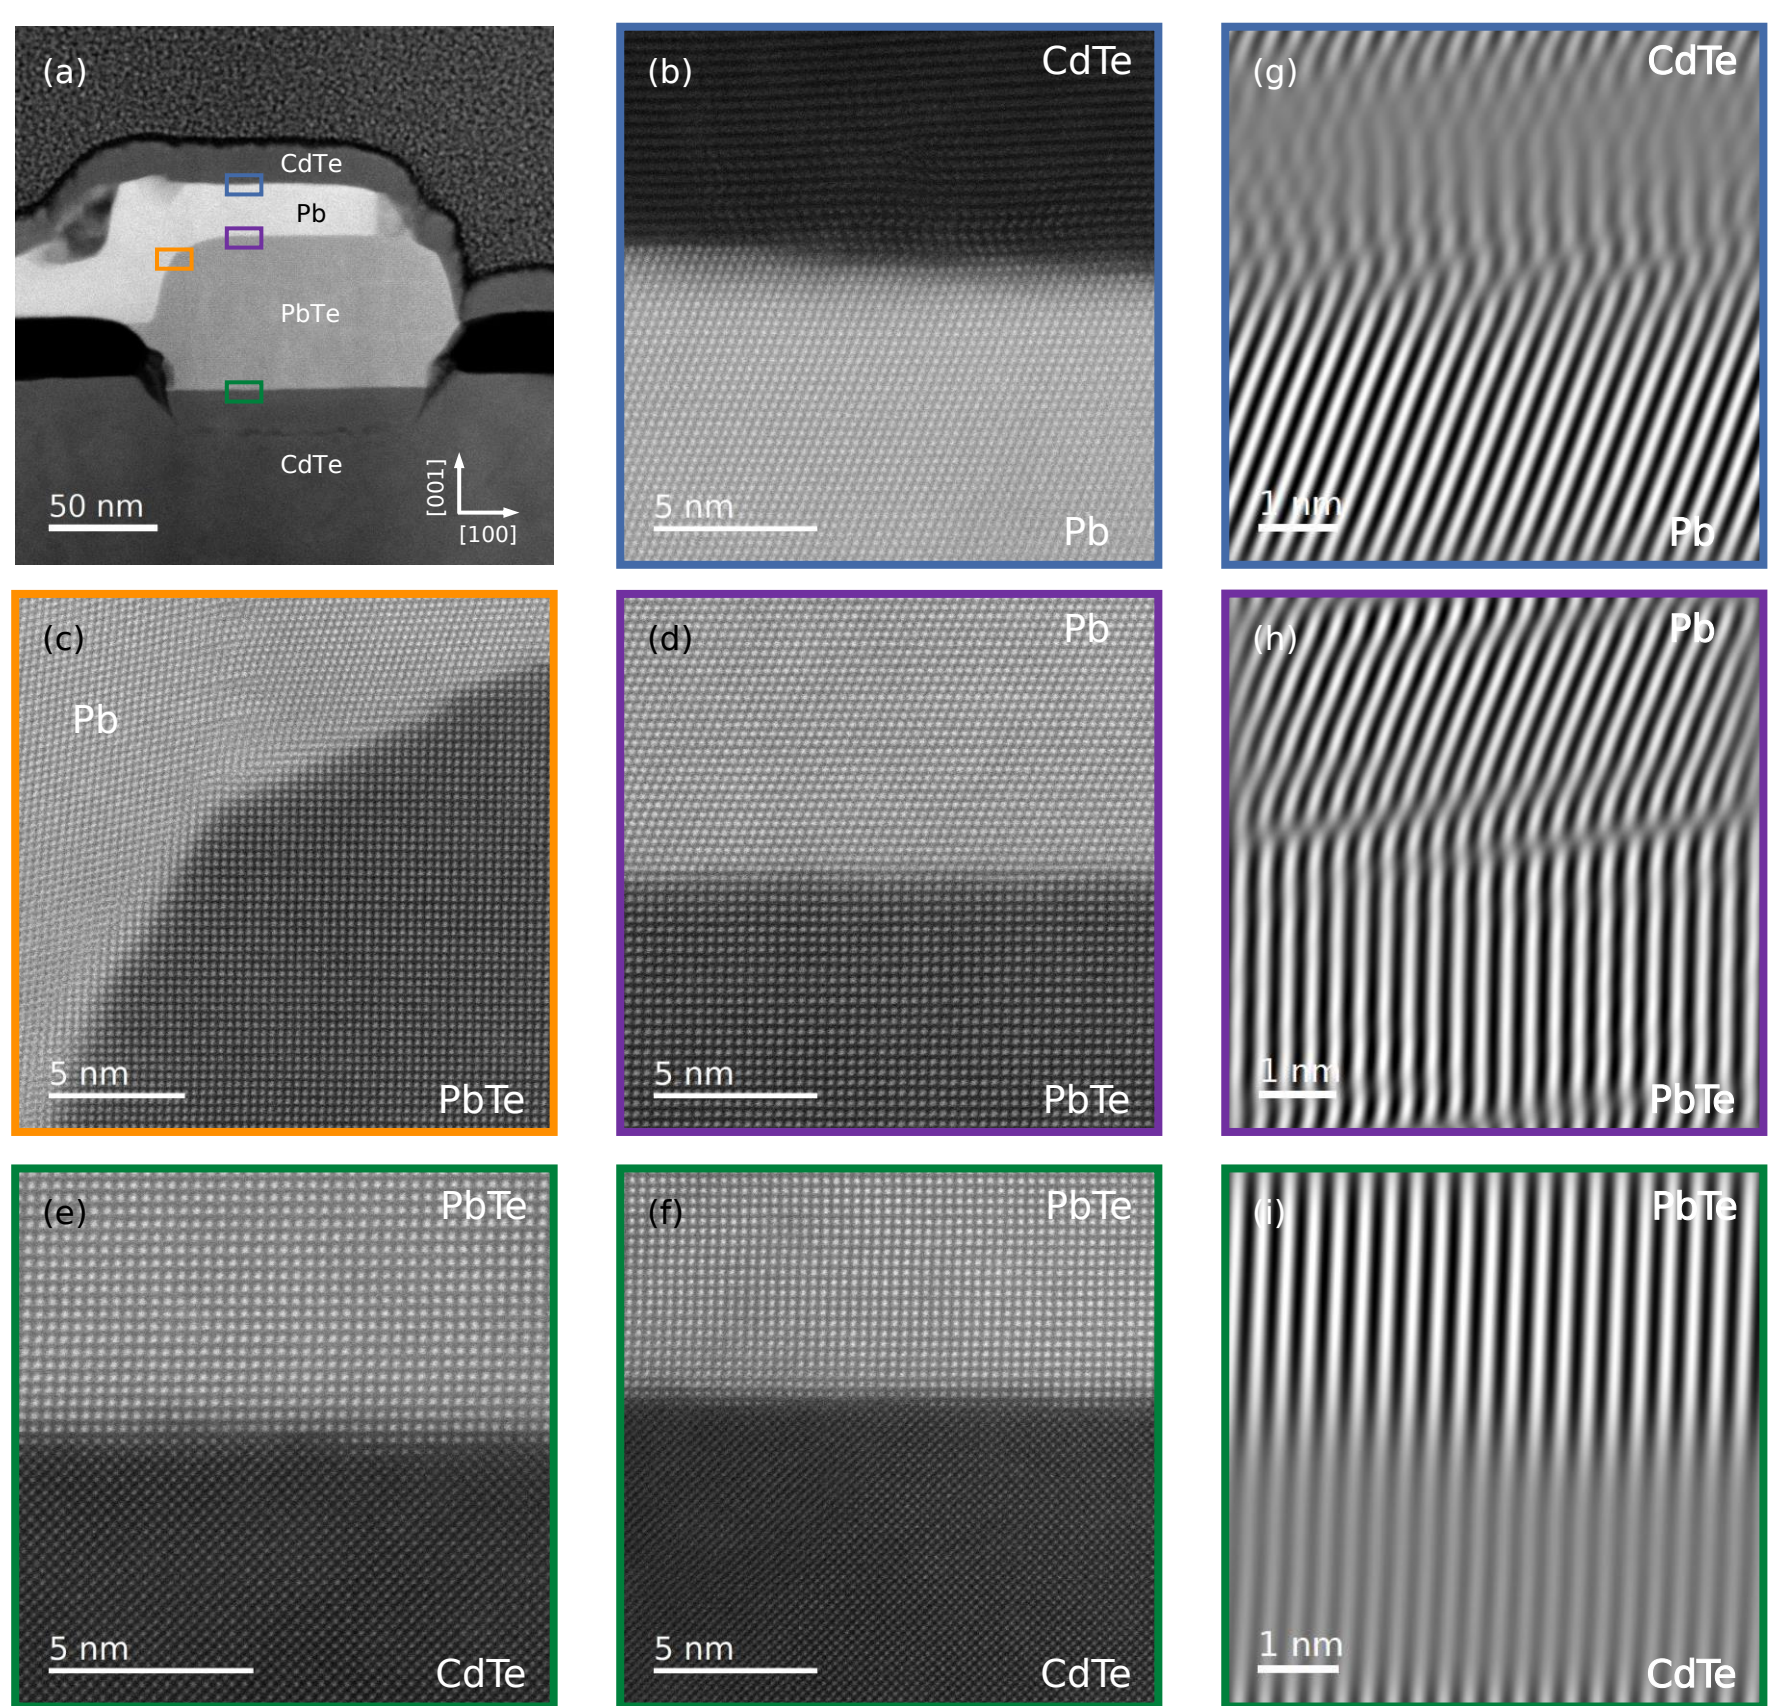 (a)
CdTe
Pb
PbTe
CdTe
50 nm
[001]
[100]
(b)
CdTe
5 nm
Pb
(g)
CdTe
1 nm
Pb
(c)
Pb
5 nm
PbTe
(d)
Pb
5 nm
PbTe
(h)
Pb
1 nm
PbTe
(e)
PbTe
5 nm
CdTe
(f)
PbTe
5 nm
CdTe
(i)
PbTe
1 nm
CdTe